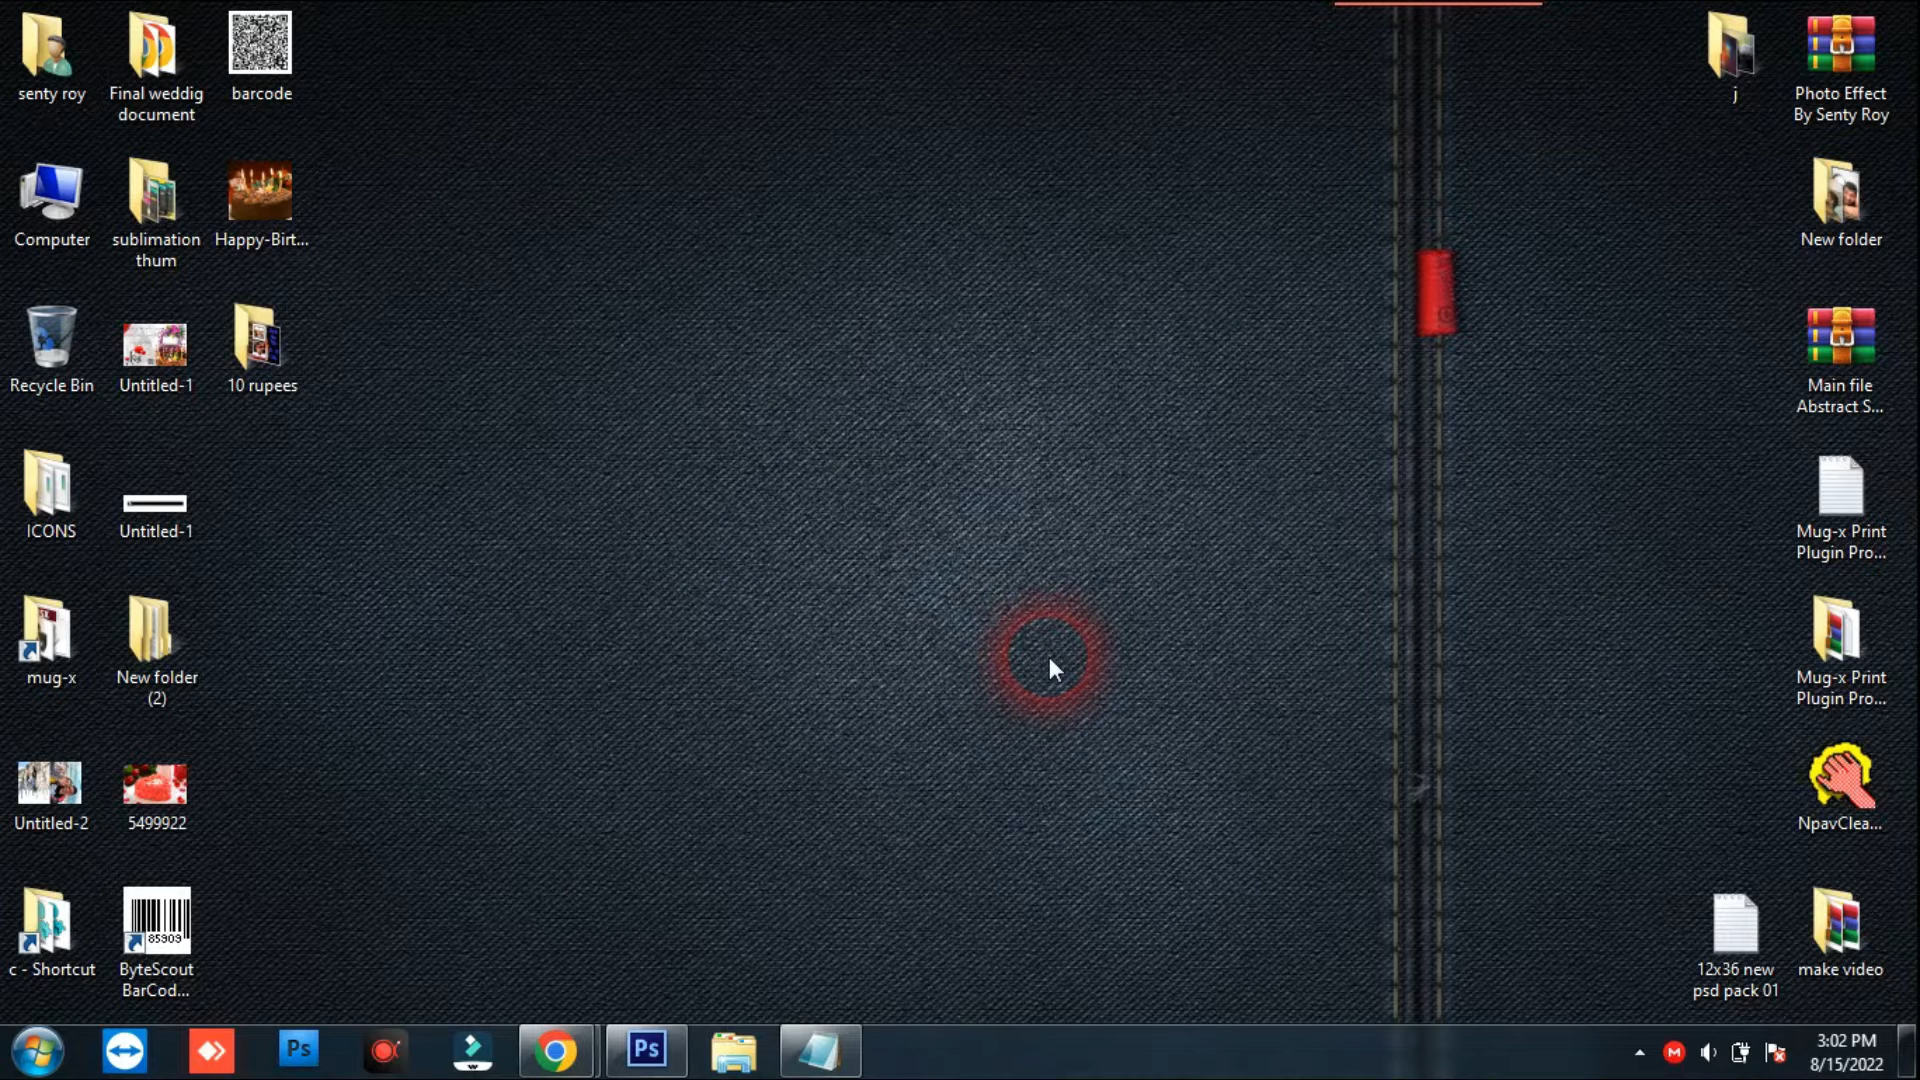 senty roy
Final weddig
document
barcode
j
Photo Effect
By Senty Roy
Computer
sublimation
thum
Happy-Birt...
New folder
Recycle Bin
Untitled-1
10 rupees
Main file
Abstract S...
ICONS
Untitled-1
Mug-x Print
Plugin Pro...
mug-x
New folder
(2)
Mug-x Print
Plugin Pro...
Untitled-2
5499922
NpavClea...
85909
c - Shortcut
ByteScout
BarCod...
12x36 new
psd pack 01
make video
Ps
Ps
M
3:02 PM
8/15/2022